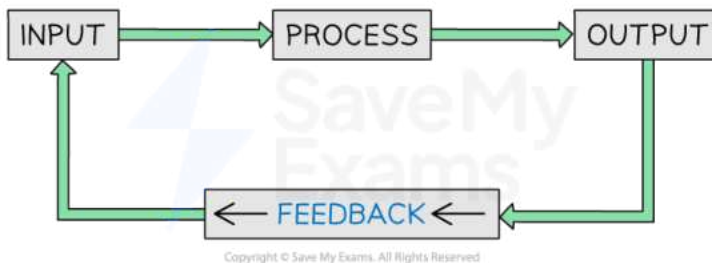 INPUT PROCESS OUTPUT
SaveMy
Exams
← FEEDBACK ←
Copyright © Save My Exams. All Rights Reserved